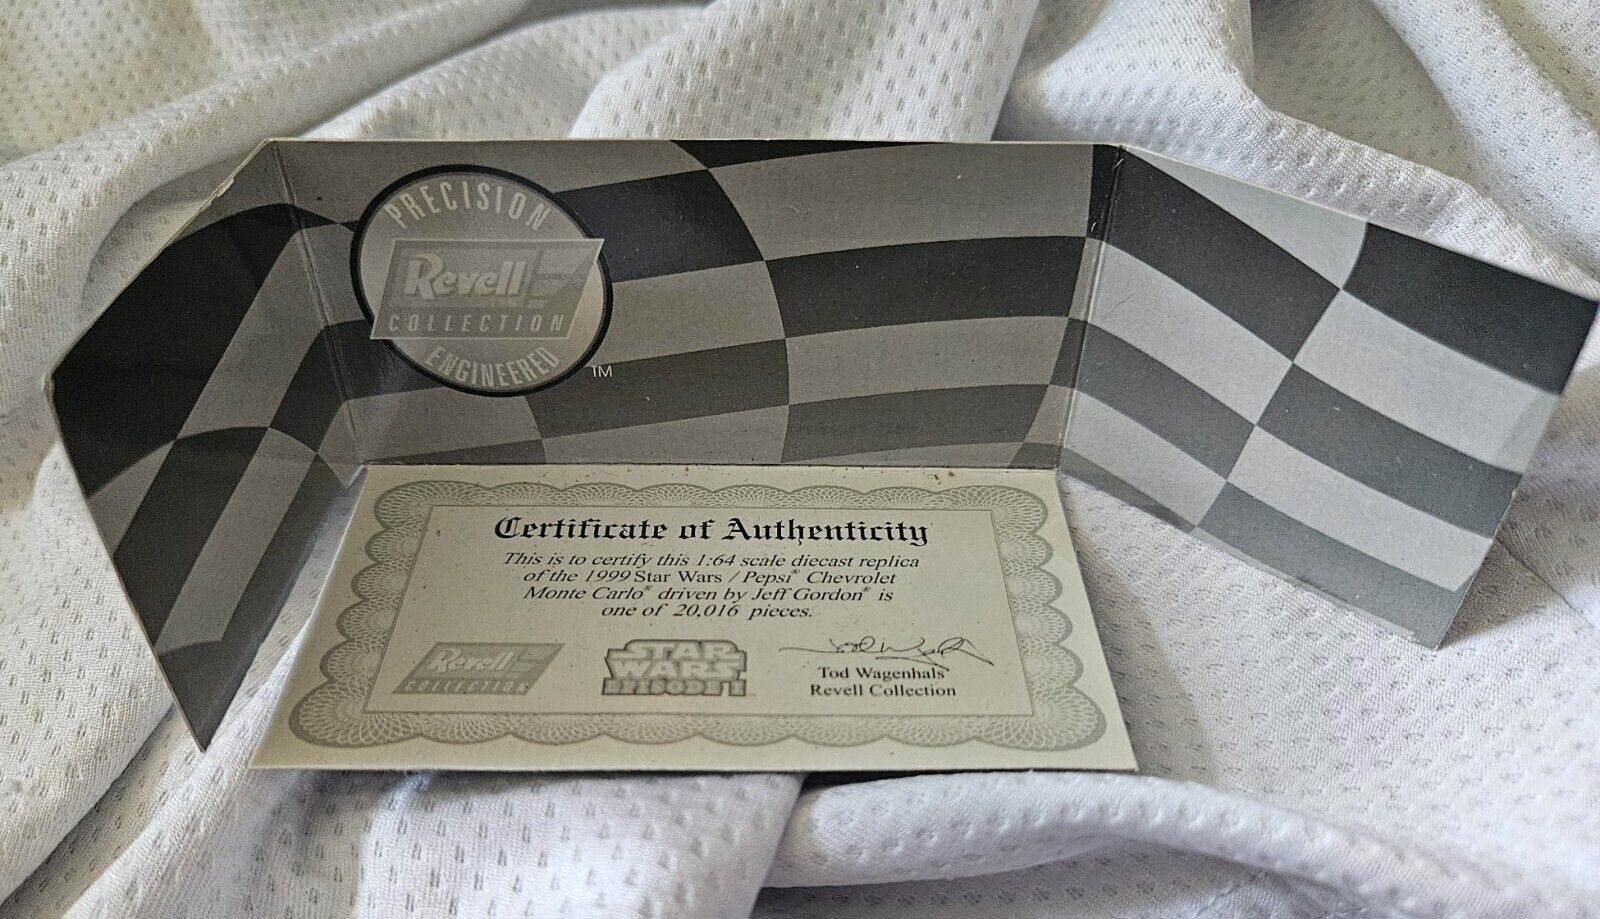 PRECISION
Revell
COLLECTION
ENGINEERED
TM
Certificate of Authenticity
This is to certify this 1:64 scale diecast replica
of the 1999 Star Wars / Pepsi® Chevrolet
Monte Carlo® driven by Jeff Gordon® is
one of 20,016 pieces.
Revell
COLLECTION
STAR
WARS
EPISODE I
Tod Wagenhals
Revell Collection